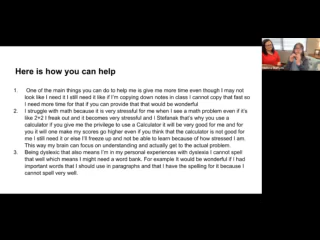 Here is how you can help
1. One of the main things you can do to help me is give me more time even though I may not
look like I need it I still need it like if I'm copying down notes in class I cannot copy that fast so
I need more time for that if you can provide that that would be wonderful
2. I struggle with math because it is very stressful for me when I see a math problem even if it's
like 2+2 I freak out and it becomes very stressful and I Stefanak that's why you use a
calculator if you give me the privilege to use a Calculator it will be very good for me and for
you it will one make my scores go higher even if you think that the calculator is not good for
me I still need it or else I'll freeze up and not be able to learn because of how stressed I am.
This way my brain can focus on understanding and actually get to the actual problem.
3. Being dyslexic that also means I'm in my personal experiences with dyslexia I cannot spell
that well which means I might need a word bank. For example It would be wonderful if I had
important words that I should use in paragraphs and that I have the spelling for it because I
cannot spell very well.